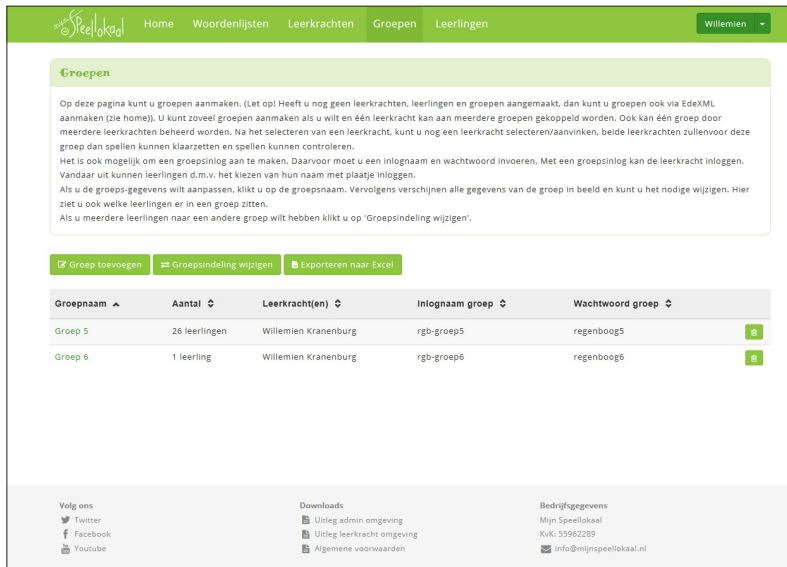 mijn Speellokaal
Home Woordenlijsten Leerkrachten Groepen Leerlingen
Willemien
Groepen
Op deze pagina kunt u groepen aanmaken. (Let op! Heeft u nog geen leerkrachten, leerlingen en groepen aangemaakt, dan kunt u groepen ook via EdeXML
aanmaken (zie home)). U kunt zoveel groepen aanmaken als u wilt en één leerkracht kan aan meerdere groepen gekoppeld worden. Ook kan één groep door
meerdere leerkrachten beheerd worden. Na het selecteren van een leerkracht, kunt u nog een leerkracht selecteren/aanvinken, beide leerkrachten zullenvoor deze
groep dan spellen kunnen klaarzetten en spellen kunnen controleren.
Het is ook mogelijk om een groepsinlog aan te maken. Daarvoor moet u een inlognaam en wachtwoord invoeren. Met een groepsinlog kan de leerkracht inloggen.
Vandaar uit kunnen leerlingen d.m.v. het kiezen van hun naam met plaatje inloggen.
Als u de groeps-gegevens wilt aanpassen, klikt u op de groepsnaam. Vervolgens verschijnen alle gegevens van de groep in beeld en kunt u het nodige wijzigen. Hier
ziet u ook welke leerlingen er in een groep zitten.
Als u meerdere leerlingen naar een andere groep wilt hebben klikt u op 'Groepsindeling wijzigen'.
Groep toevoegen Groepsindeling wijzigen Exporteren naar Excel
Groepnaam Aantal Leerkracht(en) Inlognaam groep Wachtwoord groep
Groep 5 26 leerlingen Willemien Kranenburg rgb-groep5 regenboog5
Groep 6 1 leerling Willemien Kranenburg rgb-groep6 regenboog6
Volg ons Downloads Bedrijfsgegevens
Twitter Uitleg admin omgeving Mijn Speellokaal
Facebook Uitleg leerkracht omgeving KvK: 55962289
Youtube Algemene voorwaarden info@mijnspeellokaal.nl